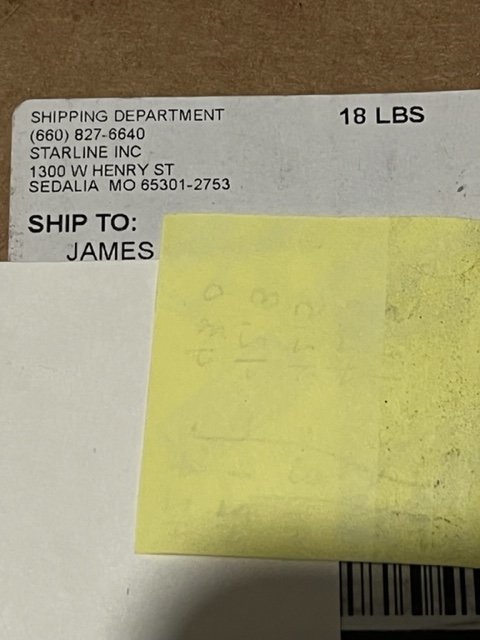 SHIPPING DEPARTMENT
18 LBS
(660) 827-6640
STARLINE INC
1300 W HENRY ST
SEDALIA MO 65301-2753
SHIP TO:
JAMES